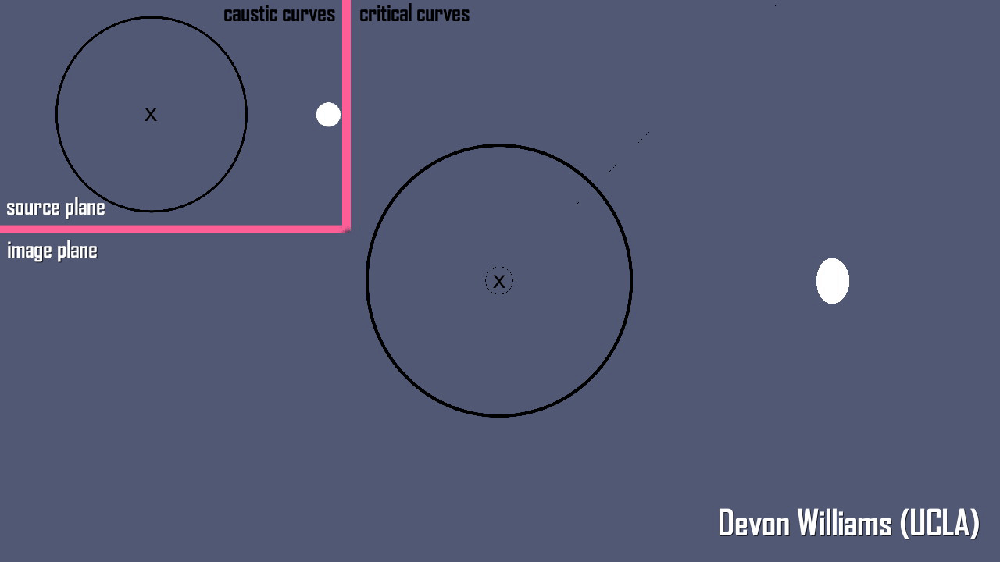 caustic curves
critical curves
x
source plane
image plane
x
Devon Williams (UCLA)